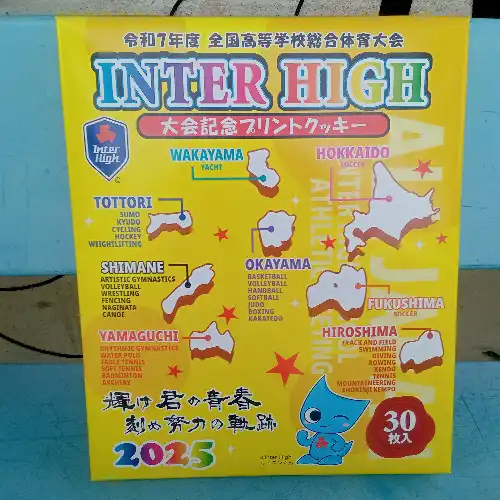 令和7年度 全国高等学校総合体育大会
INTER HIGH
大会記念プリントクッキー
Inter High
WAKAYAMA
YACHT
HOKKAIDO
SOCCER
TOTTORI
SUMO
KYUDO
CYCLING
HOCKEY
WEIGHTLIFTING
SHIMANE
ARTISTIC GYMNASTICS
VOLLEYBALL
WRESTLING
FENCING
NAGINATA
CANOE
OKAYAMA
BASKETBALL
VOLLEYBALL
HANDBALL
SOFTBALL
JUDO
BOXING
KARATEDO
FUKUSHIMA
SOCCER
YAMAGUCHI
RHYTHMIC GYMNASTICS
WATER POLO
TABLE TENNIS
SOFT TENNIS
BADMINTON
ARCHERY
HIROSHIMA
TRACK AND FIELD
SWIMMING
DIVING
ROWING
KENDO
TENNIS
MOUNTAINEERING
SHORINJI KEMPO
輝け君の青春
刻め努力の軌跡
2025
30
枚入